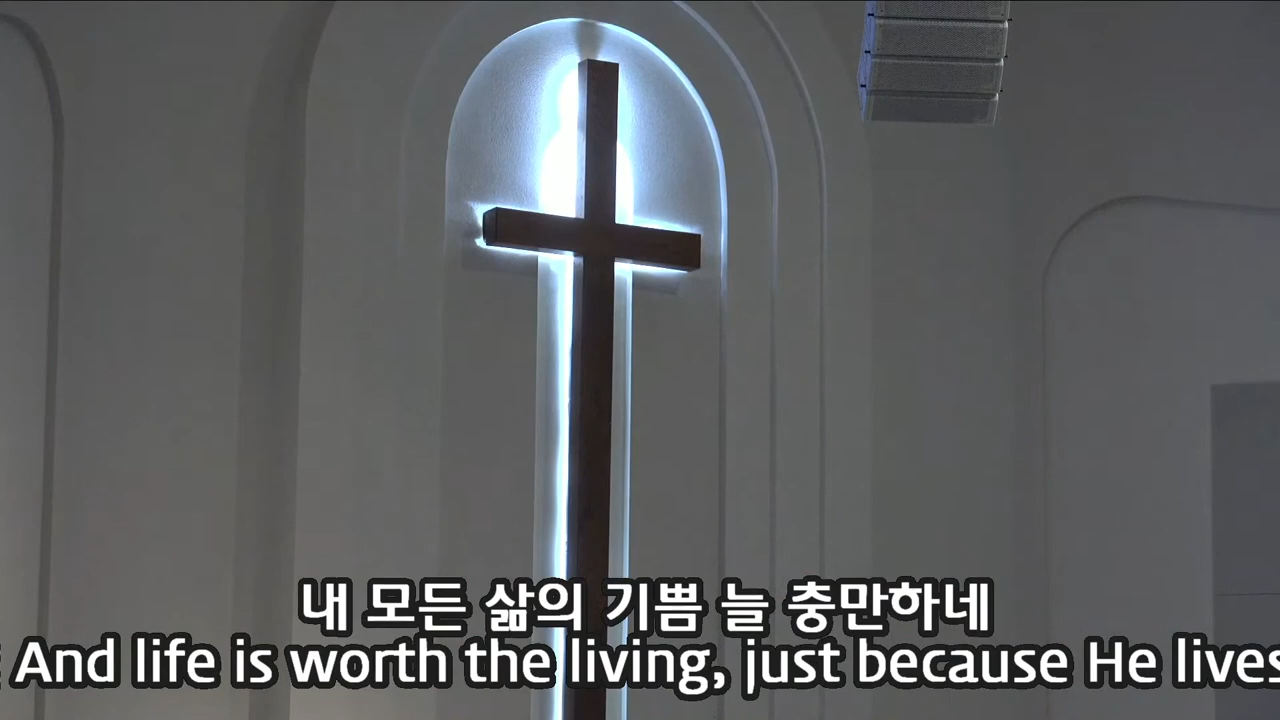 내 모든 삶의 기쁨 늘 충만하네
And life is worth the living, just because He lives